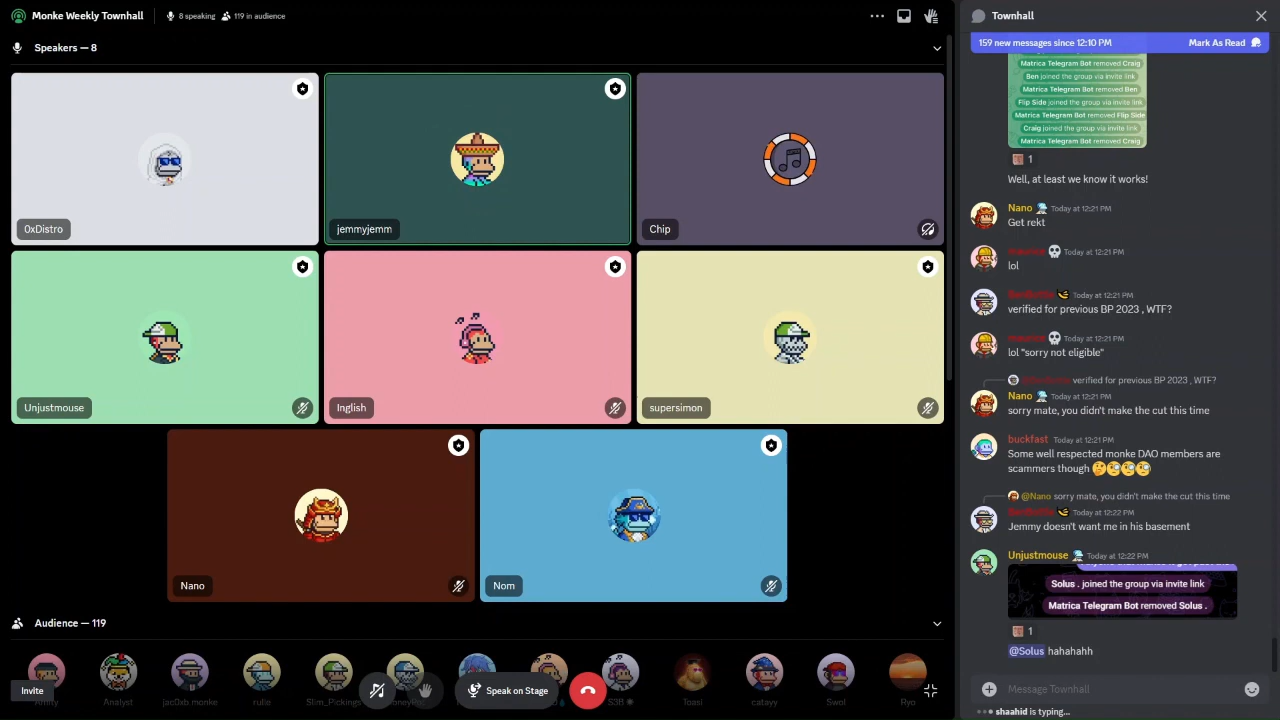 Monke Weekly Townhall
8 speaking
119 in audience
Speakers — 8
0xDistro
jemmyjemm
Chip
Unjustmouse
Inglish
supersimon
Nano
Nom
Audience — 119
Amity
Analyst
jac0xb.monke
rulie
Slim_Pickings
Toasi
catayy
Swol
Ryo
Invite
Speak on Stage
Townhall
159 new messages since 12:10 PM
Mark As Read
Matrica Telegram Bot removed Craig
Ben joined the group via invite link
Matrica Telegram Bot removed Ben
Flip Side joined the group via invite link
Matrica Telegram Bot removed Flip Side
Craig joined the group via invite link
Matrica Telegram Bot removed Craig
1
Well, at least we know it works!
Nano Today at 12:21 PM
Get rekt
Today at 12:21 PM
lol
Today at 12:21 PM
verified for previous BP 2023 , WTF?
Today at 12:21 PM
lol "sorry not eligible"
verified for previous BP 2023 , WTF?
Nano Today at 12:21 PM
sorry mate, you didn't make the cut this time
buckfast Today at 12:21 PM
Some well respected monke DAO members are
scammers though 🤔🧐🧐🧐
@Nano sorry mate, you didn't make the cut this time
Today at 12:22 PM
Jemmy doesn't want me in his basement
Unjustmouse Today at 12:22 PM
Solus . joined the group via invite link
Matrica Telegram Bot removed Solus .
1
@Solus hahahahh
Message Townhall
shaahid is typing...